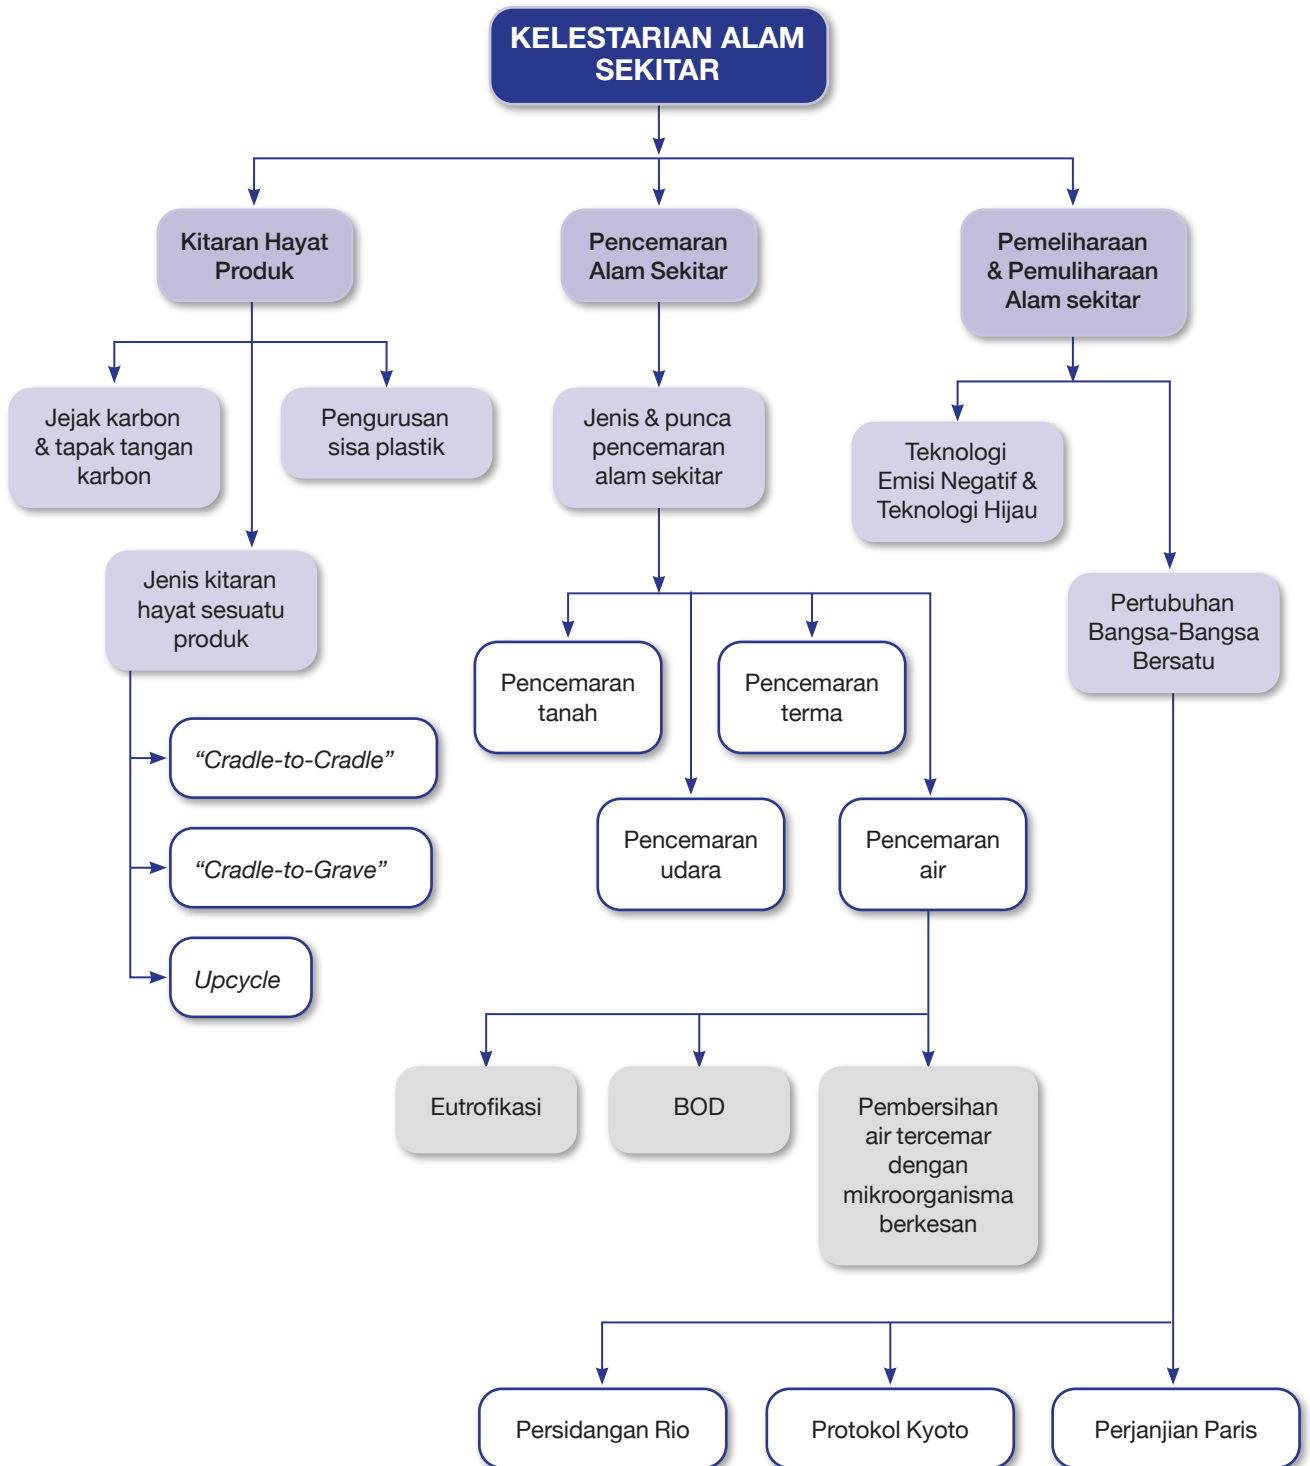 KELESTARIAN ALAM
SEKITAR
Kitaran Hayat
Produk
Pencemaran
Alam Sekitar
Pemeliharaan
& Pemuliharaan
Alam sekitar
Jejak karbon
& tapak tangan
karbon
Pengurusan
sisa plastik
Jenis & punca
pencemaran
alam sekitar
Teknologi
Emisi Negatif &
Teknologi Hijau
Jenis kitaran
hayat sesuatu
produk
Pertubuhan
Bangsa-Bangsa
Bersatu
Pencemaran
tanah
Pencemaran
terma
“Cradle-to-Cradle”
“Cradle-to-Grave”
Upcycle
Pencemaran
udara
Pencemaran
air
Eutrofikasi
BOD
Pembersihan
air tercemar
dengan
mikroorganisma
berkesan
Persidangan Rio
Protokol Kyoto
Perjanjian Paris